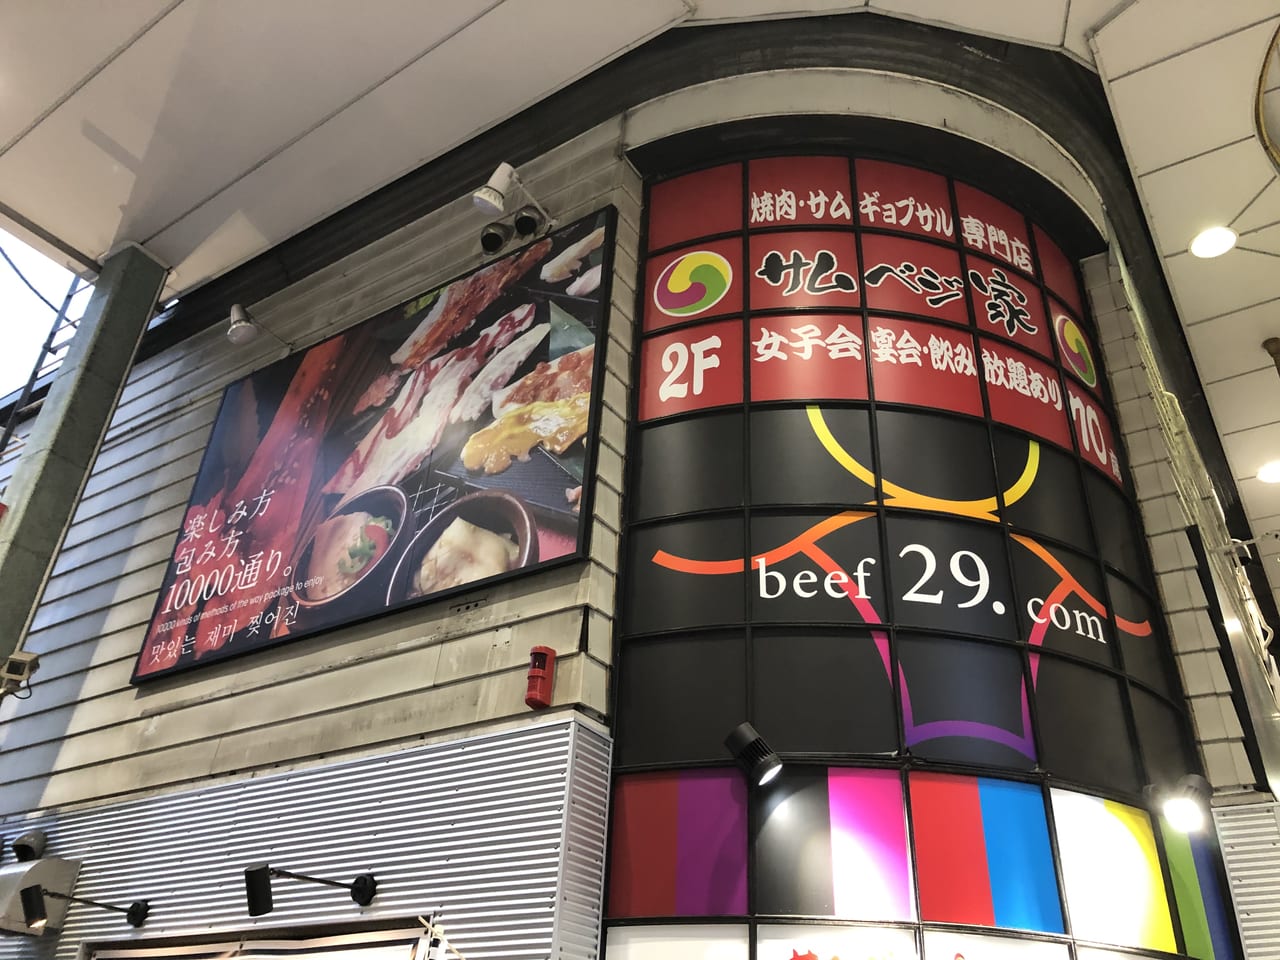 楽しみ方
包み方
10000通り。
10000 kinds of methods of the way package to enjoy
맛있는 재미 찢어진
焼肉・サムギョプサル専門店
サムベジ家
2F
女子会 宴会・飲み放題あり
70
beef 29. com